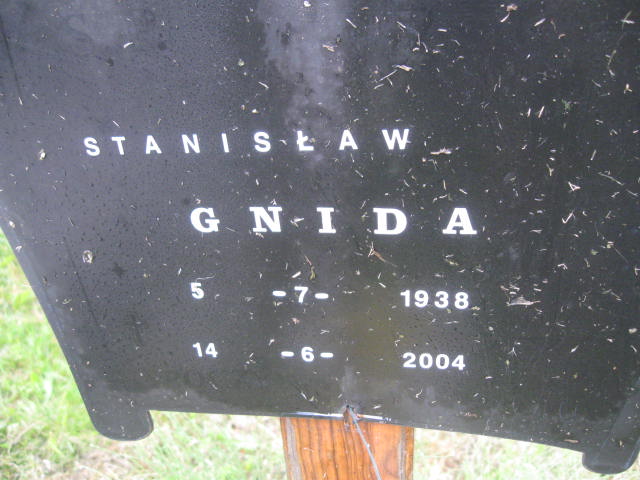 STANISŁAW
GNIDA
5 -7- 1938
14 -6- 2004